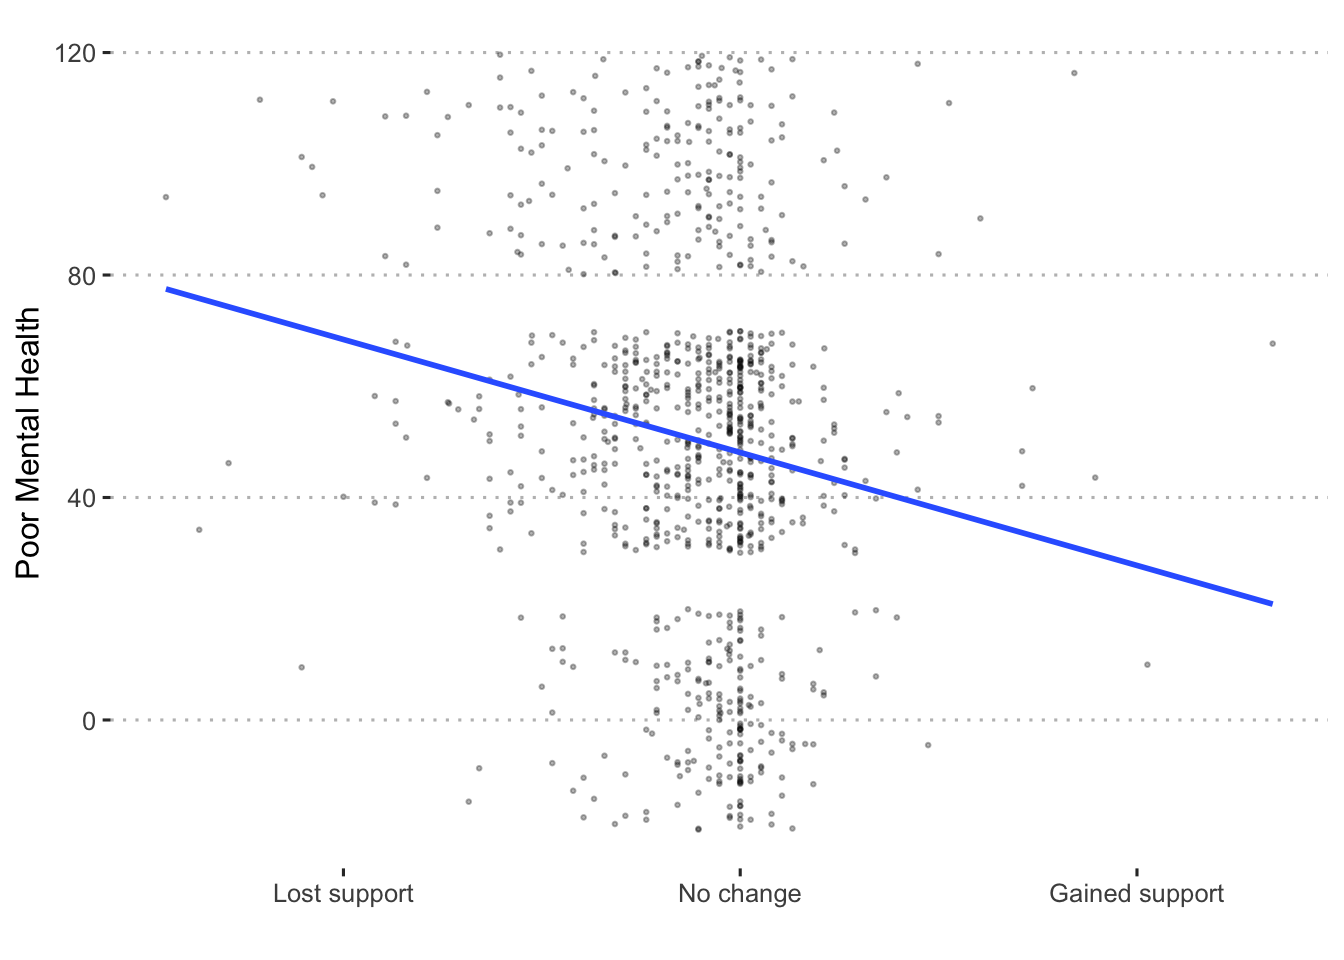 Poor Mental Health
120
80
40
0
Lost support
No change
Gained support